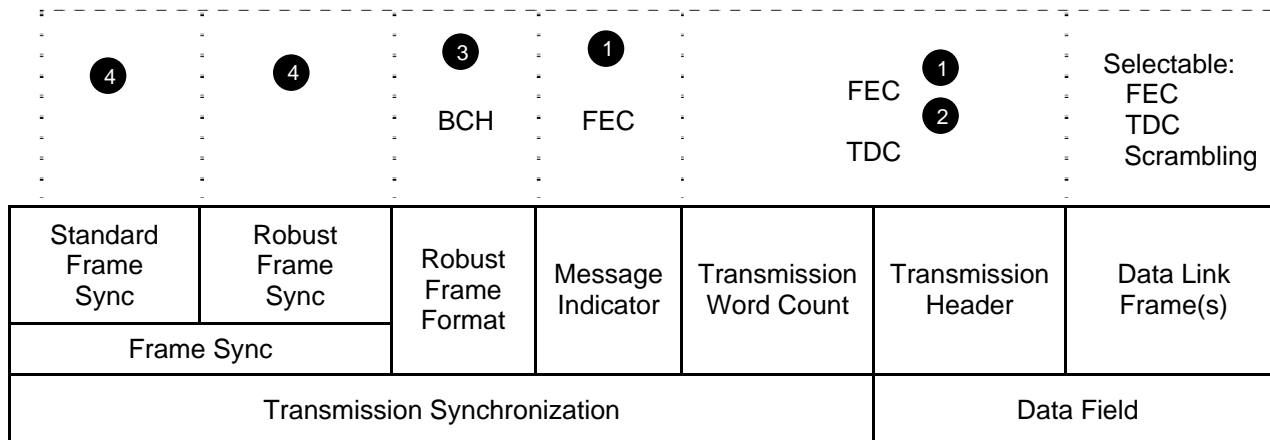 4
4
3
BCH
1
FEC
1
FEC
2
TDC
Selectable:
FEC
TDC
Scrambling
Standard
Frame
Sync
Robust
Frame
Sync
Robust
Frame
Format
Message
Indicator
Transmission
Word Count
Transmission
Header
Data Link
Frame(s)
Frame Sync
Transmission Synchronization
Data Field